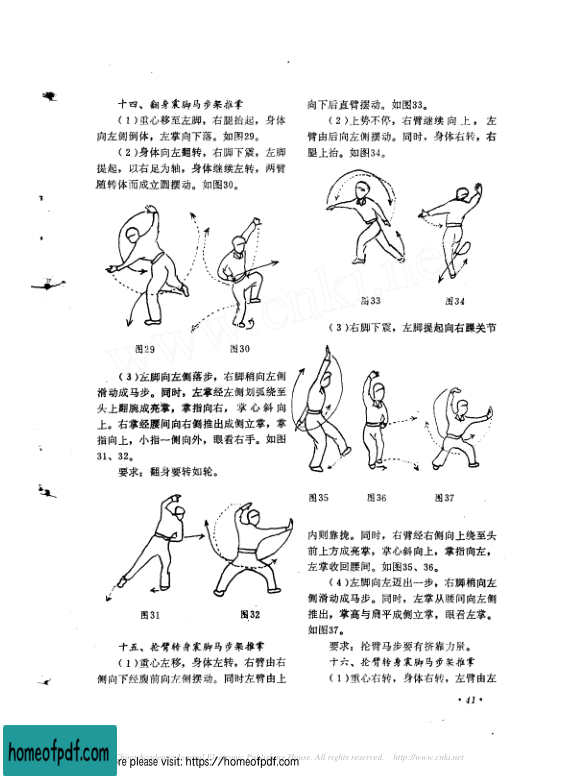 十四、翻身震脚马步架推掌
（1）重心移至左脚，右腿抬起，身体
向左侧倒体，左掌向下落。如图29。
（2）身体向左翻转，右脚下震，左脚
提起，以右足为轴，身体继续左转，两臂
随转体而成立圆摆动。如图30。
图29
图30
（3）左脚向左侧落步，右脚稍向左侧
滑动成马步。同时，左掌经左侧划弧绕至
头上翻腕成亮掌，掌指向右，掌心斜向
上。右掌经腰间向右侧推出成侧立掌，掌
指向上，小指一侧向外，眼看右手。如图
31、32。
要求：翻身要转如轮。
图31
图32
十五、抡臂转身震脚马步架推掌
（1）重心左移，身体左转，右臂由右
侧向下经腹前向左侧摆动。同时左臂由上
向下后直臂摆动。如图33。
（2）上势不停，右臂继续向上，左
臂由后向左侧摆动。同时，身体右转，右
腿上抬。如图34。
图33
图34
（3）右脚下震，左脚提起向右踝关节
图35
图36
图37
内则靠拢。同时，右臂经右侧向上绕至头
前上方成亮掌，掌心斜向上，掌指向左，
左掌收回腰间。如图35、36。
（4）左脚向左迈出一步，右脚稍向左
侧滑动成马步。同时，左掌从腰间向左侧
推出，掌高与肩平成侧立掌，眼看左掌。
如图37。
要求：抡臂马步要有挤靠力量。
十六、抡臂转身震脚马步架推掌
（1）重心右转，身体右转，左臂由左
·41·
www.cnki.net
House. All rights reserved. http://www.cnki.net
homeofpdf.com
re please visit: https://homeofpdf.com